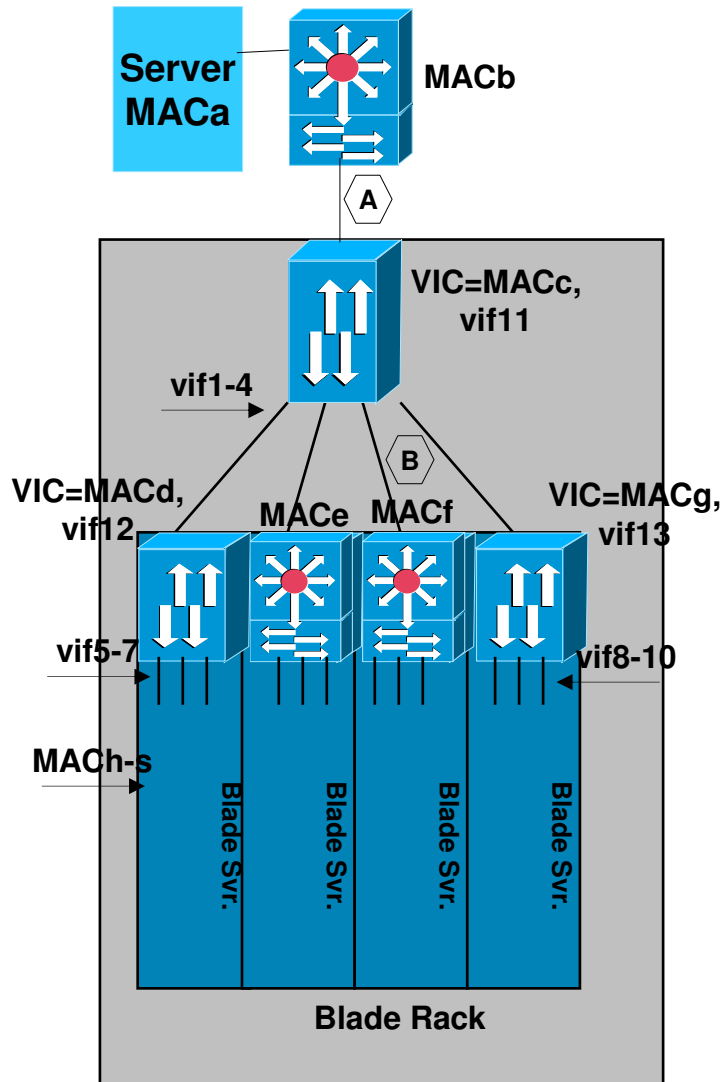 Server
MACa
MACb
A
VIC=MACc,
vif11
vif1-4
B
VIC=MACd,
vif12
MACe
MACf
VIC=MACg,
vif13
vif5-7
vif8-10
MACh-s
Blade Svr.
Blade Svr.
Blade Svr.
Blade Svr.
Blade Rack